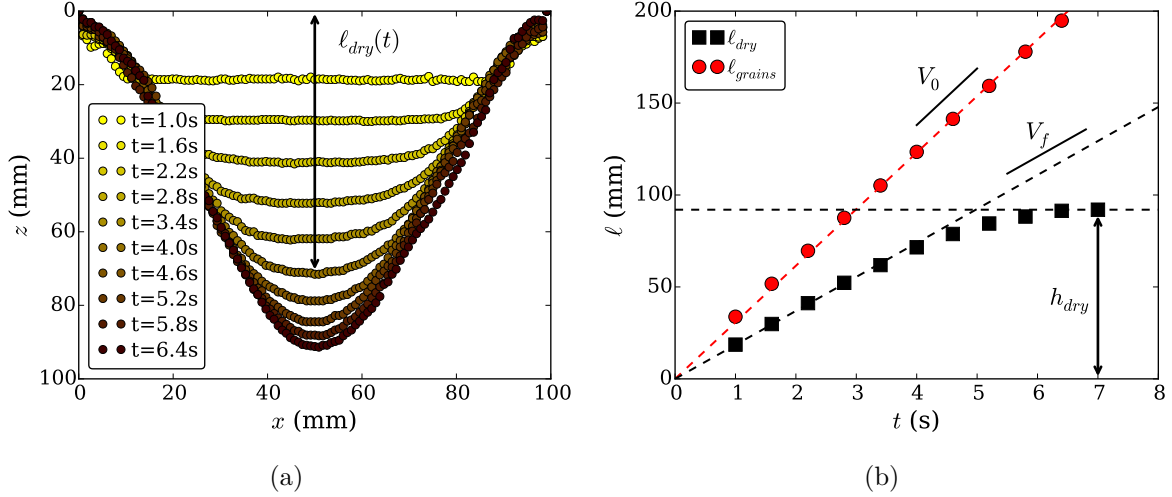 0
20
40
60
80
100
z (mm)
ℓdry(t)
t=1.0s
t=1.6s
t=2.2s
t=2.8s
t=3.4s
t=4.0s
t=4.6s
t=5.2s
t=5.8s
t=6.4s
0 20 40 60 80 100
x (mm)
(a)
200
150
100
50
0
ℓ (mm)
ℓdry
ℓgrains
V0
Vf
hdry
0 1 2 3 4 5 6 7 8
t (s)
(b)